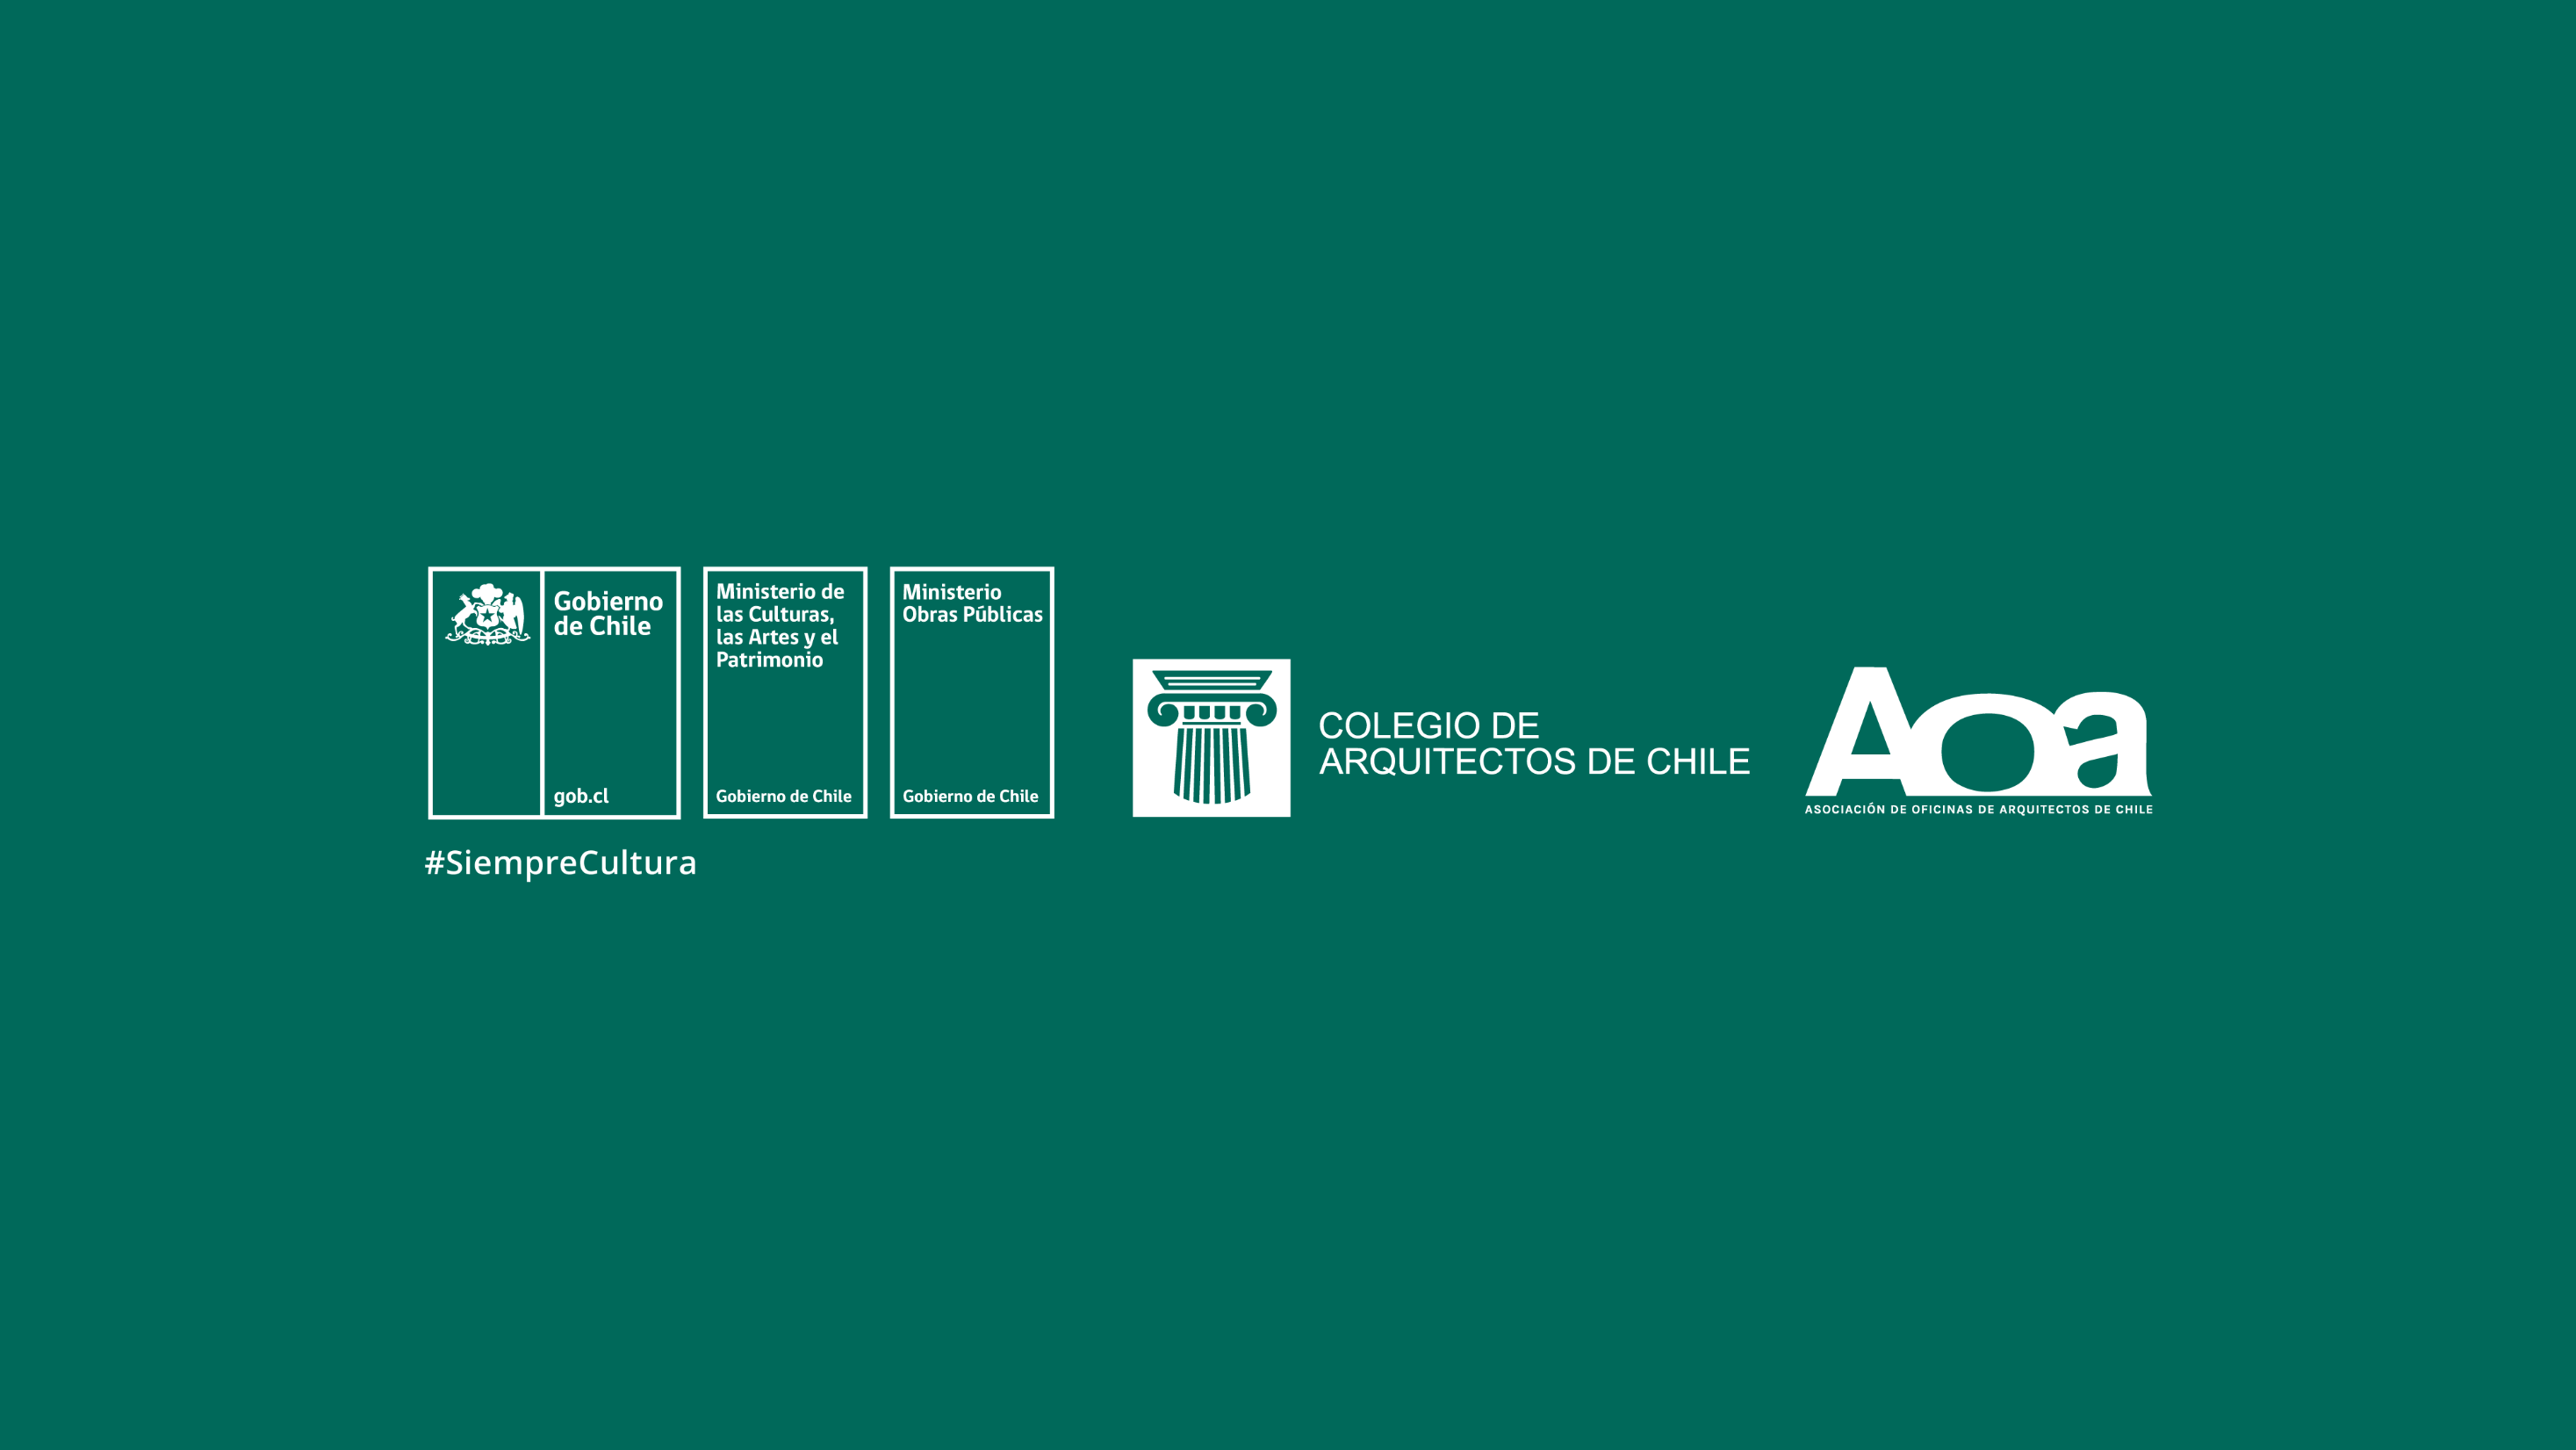 Gobierno
de Chile
gob.cl
Ministerio de
las Culturas,
las Artes y el
Patrimonio
Gobierno de Chile
Ministerio
Obras Públicas
Gobierno de Chile
#SiempreCultura
COLEGIO DE
ARQUITECTOS DE CHILE
Aoa
ASOCIACIÓN DE OFICINAS DE ARQUITECTOS DE CHILE